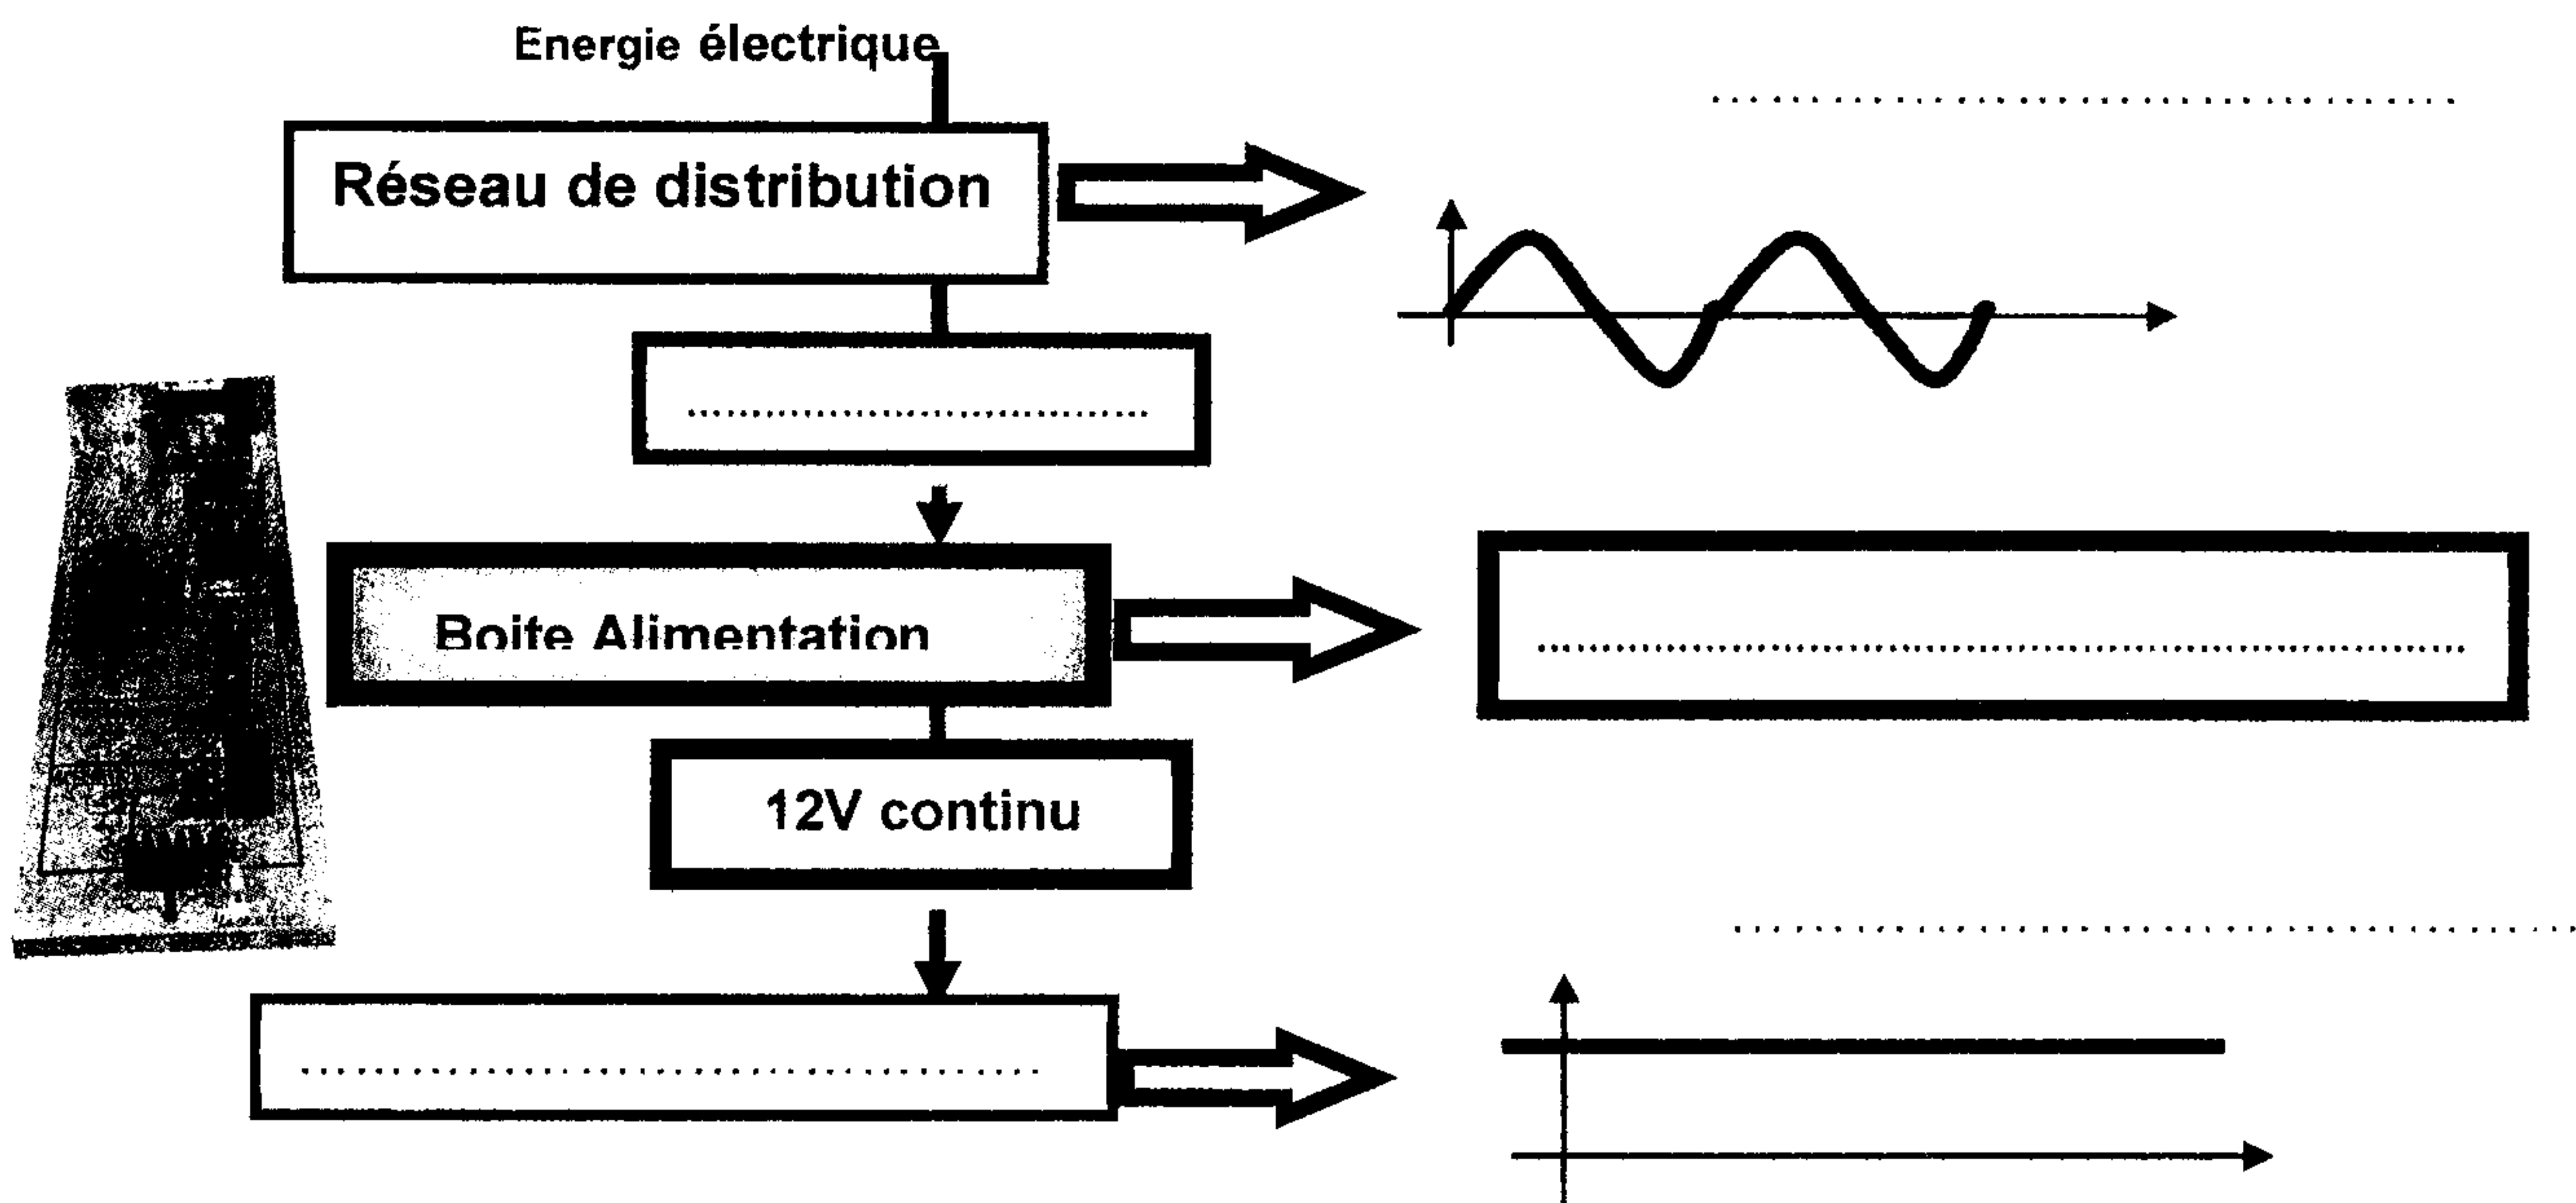 Energie électrique
Réseau de distribution
Boite Alimentation
12V continu